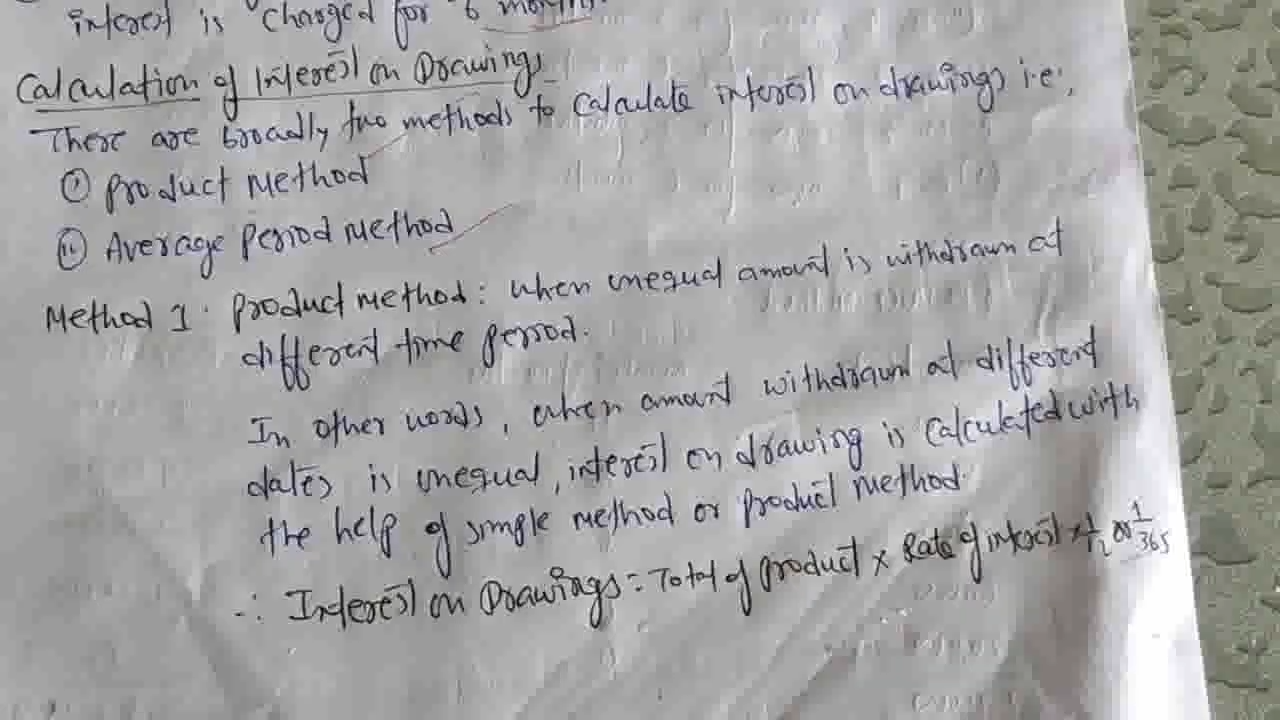 interest is charged for 6 months.
Calculation of Interest on Drawings
There are broadly two methods to calculate interest on drawings i.e.,
(i) Product Method
(ii) Average Period Method
Method 1: Product method: when unequal amount is withdrawn at
different time period.
In other words, when amount withdrawn at different
dates is unequal, interest on drawing is calculated with
the help of simple method or product method.
∴ Interest on Drawings = Total of product × Rate of interest × 1/12 or 1/365